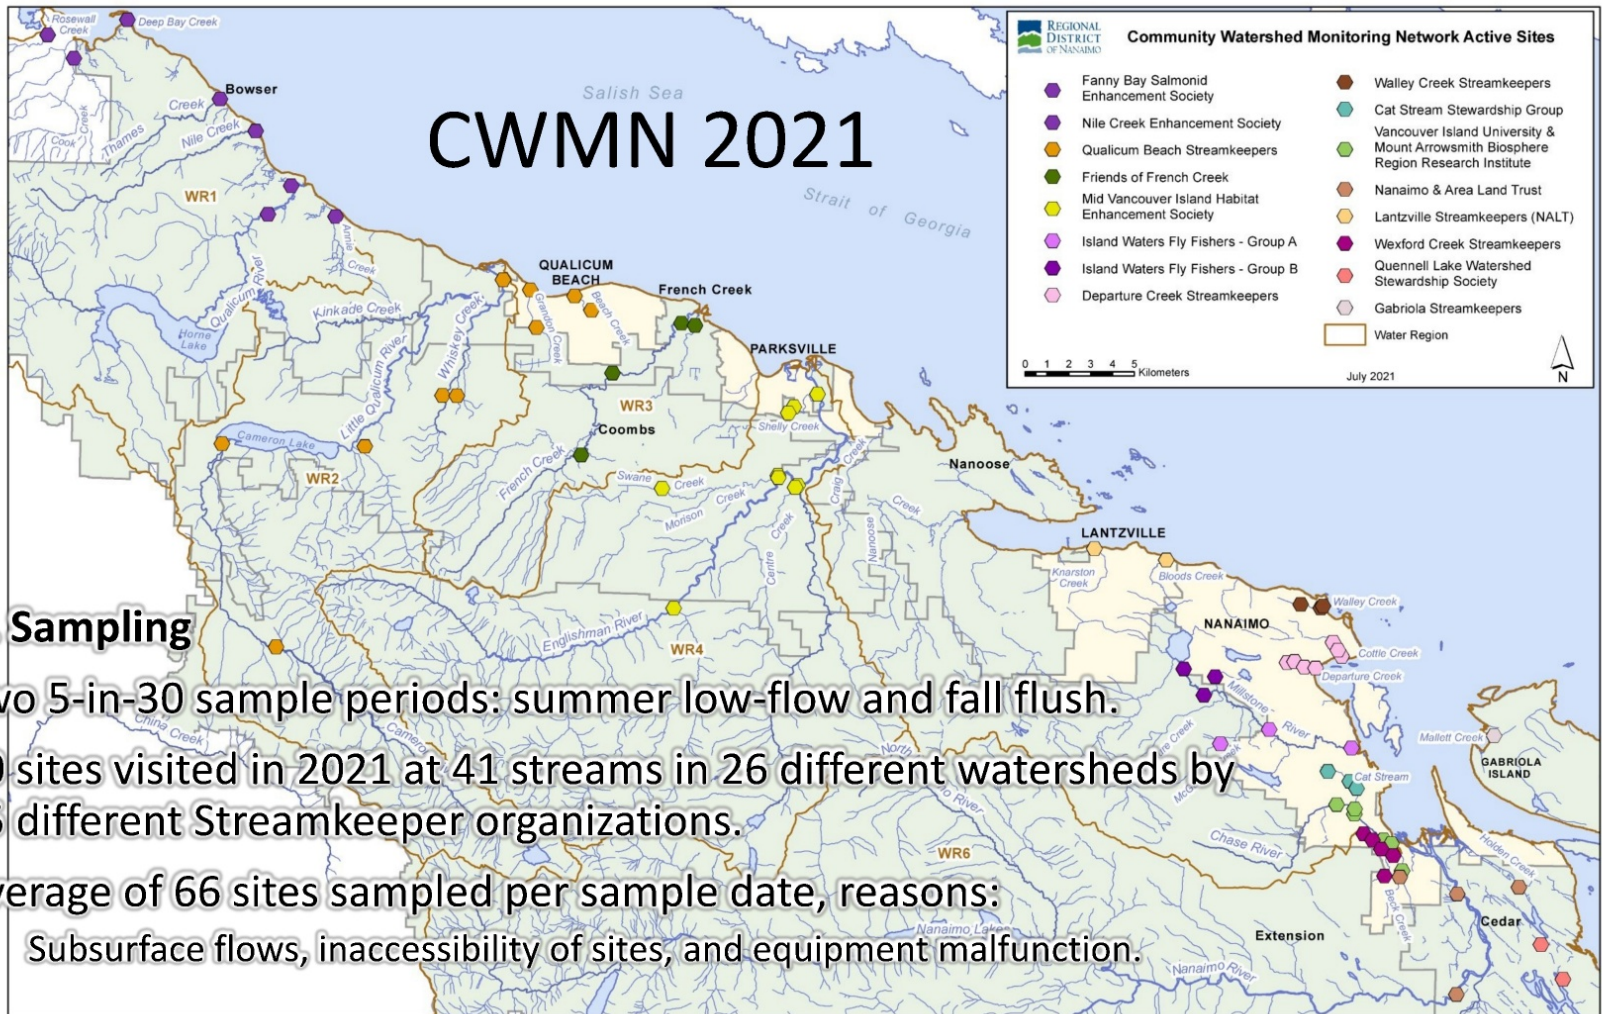 CWMN 2021
REGIONAL
DISTRICT
OF NANAIMO
Community Watershed Monitoring Network Active Sites
Fanny Bay Salmonid
Enhancement Society
Nile Creek Enhancement Society
Qualicum Beach Streamkeepers
Friends of French Creek
Mid Vancouver Island Habitat
Enhancement Society
Island Waters Fly Fishers - Group A
Island Waters Fly Fishers - Group B
Departure Creek Streamkeepers
Walley Creek Streamkeepers
Cat Stream Stewardship Group
Vancouver Island University &
Mount Arrowsmith Biosphere
Region Research Institute
Nanaimo & Area Land Trust
Lantzville Streamkeepers (NALT)
Wexford Creek Streamkeepers
Quennell Lake Watershed
Stewardship Society
Gabriola Streamkeepers
Water Region
0 1 2 3 4 5
Kilometers
July 2021
N
Rosewall
Creek
Deep Bay Creek
Bowser
Salish Sea
Strait of Georgia
Cook Creek
Thames Creek
Nile Creek
WR1
Annie
Creek
Qualicum River
Horne
Lake
Kinkade Creek
Whiskey Creek
Little Qualicum River
QUALICUM
BEACH
Grandon Creek
Beach Creek
French Creek
PARKSVILLE
WR3
Coombs
Shelly Creek
Cameron Lake
WR2
French Creek
Swane Creek
Morison Creek
Craig Creek
Centre Creek
Nanoose Creek
Nanoose
LANTZVILLE
Knarston
Creek
Bloods Creek
Walley Creek
NANAIMO
Cottle Creek
Departure Creek
Englishman River
WR4
Sampling
vo 5-in-30 sample periods: summer low-flow and fall flush.
sites visited in 2021 at 41 streams in 26 different watersheds by
different Streamkeeper organizations.
verage of 66 sites sampled per sample date, reasons:
Subsurface flows, inaccessibility of sites, and equipment malfunction.
China Creek
Millstone River
Mallett Creek
GABRIOLA
ISLAND
Cat Stream
Chase River
WR6
Holden Creek
Beck Creek
Cedar
Extension
Nanaimo Lakes
Nanaimo River